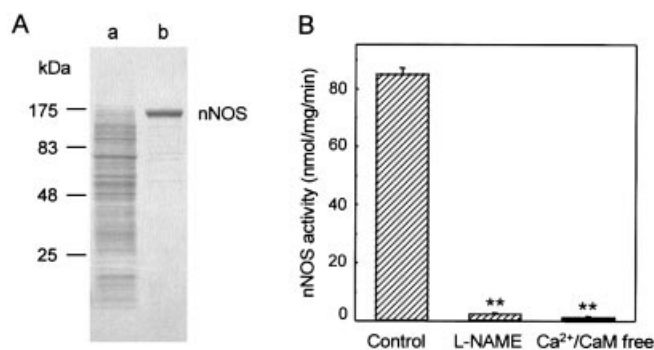 A
a b
kDa
175
nNOS
83
48
25
B
nNOS activity (nmol/mg/min)
80
60
40
20
0
**
**
Control L-NAME Ca²⁺/CaM free